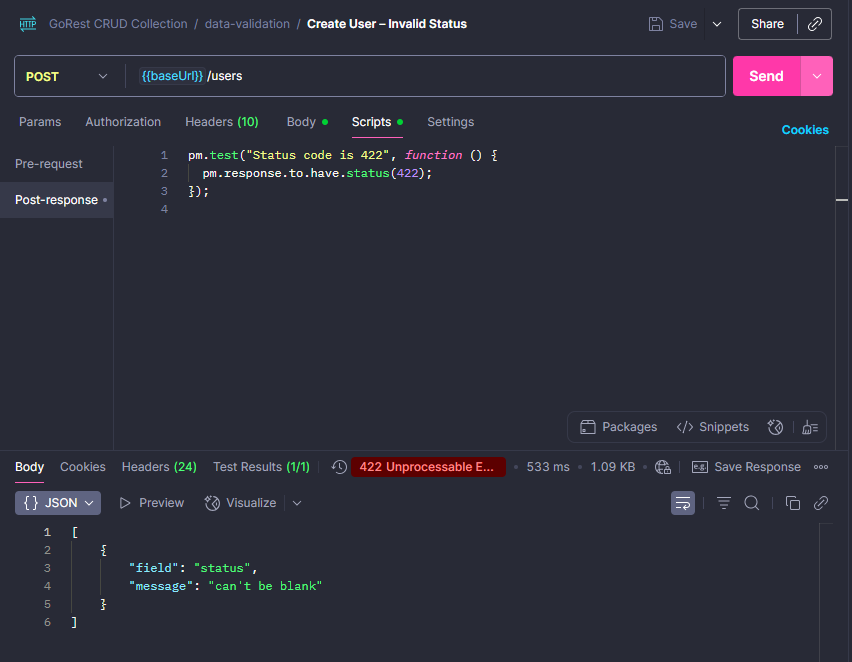 HTTP GoRest CRUD Collection / data-validation / Create User – Invalid Status Save Share
POST {{baseUrl}} /users Send
Params Authorization Headers (10) Body Scripts Settings Cookies
Pre-request
Post-response
1 pm.test("Status code is 422", function () {
2 pm.response.to.have.status(422);
3 });
4
Packages </> Snippets
Body Cookies Headers (24) Test Results (1/1) 422 Unprocessable E... • 533 ms • 1.09 KB • e.g. Save Response
{ } JSON Preview Visualize
1 [
2 {
3 "field": "status",
4 "message": "can't be blank"
5 }
6 ]